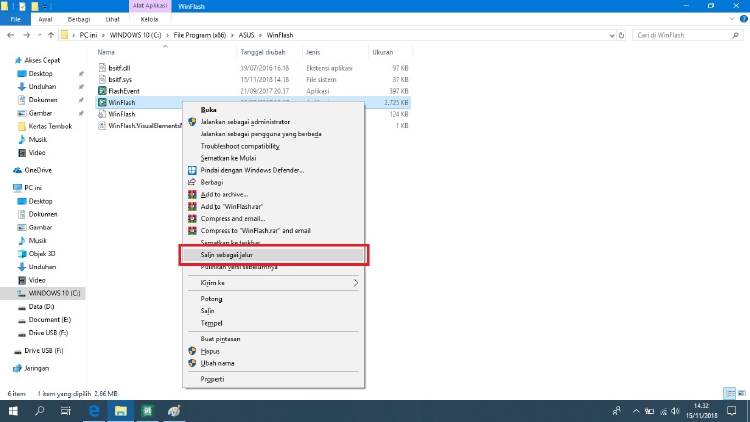 Alat Aplikasi WinFlash
File Awal Berbagi Lihat Kelola
PC ini > WINDOWS 10 (C:) > File Program (x86) > ASUS > WinFlash Cari di WinFlash
Nama Tanggal diubah Jenis Ukuran
Akses Cepat
Desktop
Unduhan
Dokumen
Gambar
Kertas Tembok
Musik
Video
OneDrive
PC ini
Desktop
Dokumen
Gambar
Musik
Objek 3D
Unduhan
Video
WINDOWS 10 (C:)
Data (D:)
Document (E:)
Drive USB (F:)
Drive USB (F:)
Jaringan
bsitf.dll 19/07/2016 16.18 Ekstensi aplikasi 97 KB
bsitf.sys 15/11/2018 14.18 File sistem 37 KB
FlashEvent 21/09/2017 20.37 Aplikasi 397 KB
WinFlash 2.725 KB
WinFlash 124 KB
WinFlash.VisualElements 1 KB
Buka
Jalankan sebagai administrator
Jalankan sebagai pengguna yang berbeda
Troubleshoot compatibility
Sematkan ke Mulai
Pindai dengan Windows Defender...
Berbagi
Add to archive...
Add to "WinFlash.rar"
Compress and email...
Compress to "WinFlash.rar" and email
Sematkan ke taskbar
Salin sebagai jalur
Pulihkan versi sebelumnya
Kirim ke
Potong
Salin
Tempel
Buat pintasan
Hapus
Ubah nama
Properti
6 item 1 item yang dipilih 2,66 MB
14.32
15/11/2018